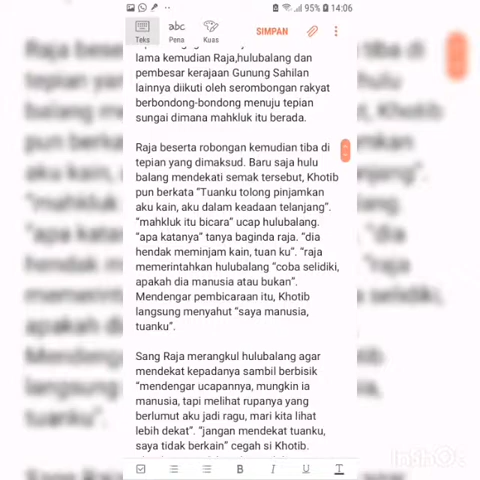 95% 14:06
Teks
Pena
Kuas
SIMPAN
lama kemudian Raja,hulubalang dan
pembesar kerajaan Gunung Sahilan
lainnya diikuti oleh serombongan rakyat
berbondong-bondong menuju tepian
sungai dimana mahkluk itu berada.
Raja beserta robongan kemudian tiba di
tepian yang dimaksud. Baru saja hulu
balang mendekati semak tersebut, Khotib
pun berkata "Tuanku tolong pinjamkan
aku kain, aku dalam keadaan telanjang".
"mahkluk itu bicara" ucap hulubalang.
"apa katanya" tanya baginda raja. "dia
hendak meminjam kain, tuan ku". "raja
memerintahkan hulubalang "coba selidiki,
apakah dia manusia atau bukan".
Mendengar pembicaraan itu, Khotib
langsung menyahut "saya manusia,
tuanku".
Sang Raja merangkul hulubalang agar
mendekat kepadanya sambil berbisik
"mendengar ucapannya, mungkin ia
manusia, tapi melihat rupanya yang
berlumut aku jadi ragu, mari kita lihat
lebih dekat". "jangan mendekat tuanku,
saya tidak berkain" cegah si Khotib.
B I U T
InShOt